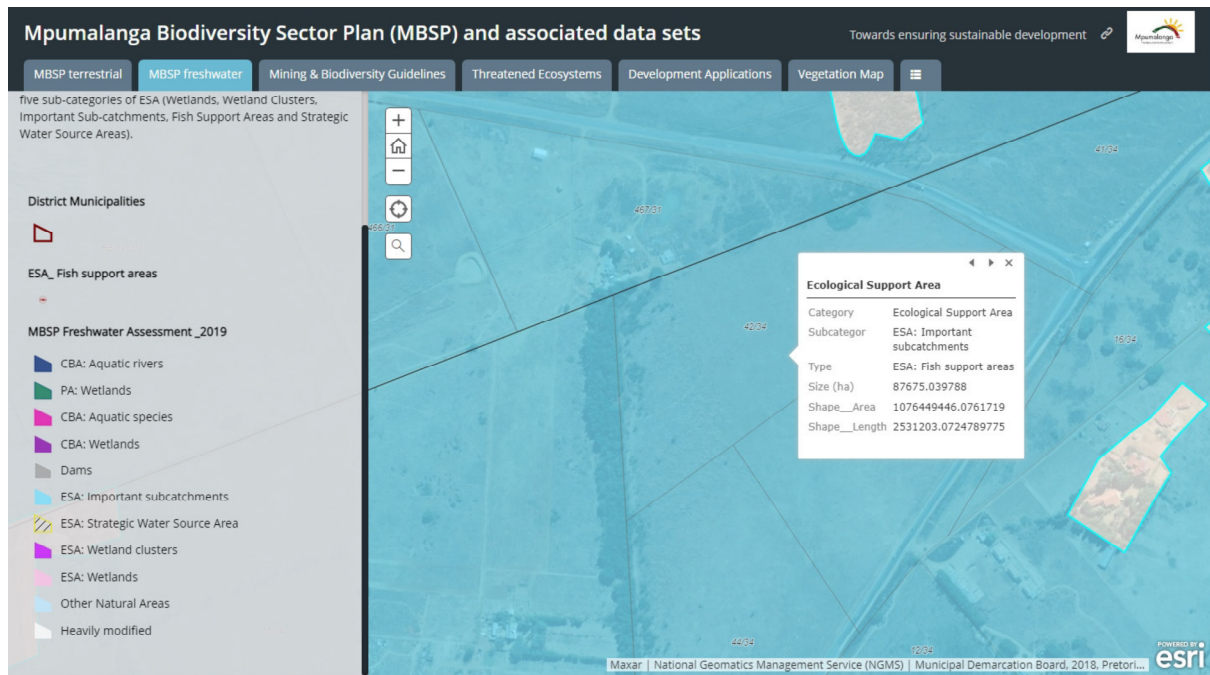 Mpumalanga Biodiversity Sector Plan (MBSP) and associated data sets
Towards ensuring sustainable development
Mpumalanga
MBSP terrestrial
MBSP freshwater
Mining & Biodiversity Guidelines
Threatened Ecosystems
Development Applications
Vegetation Map
five sub-categories of ESA (Wetlands, Wetland Clusters,
Important Sub-catchments, Fish Support Areas and Strategic
Water Source Areas).
District Municipalities
ESA_ Fish support areas
MBSP Freshwater Assessment _2019
CBA: Aquatic rivers
PA: Wetlands
CBA: Aquatic species
CBA: Wetlands
Dams
ESA: Important subcatchments
ESA: Strategic Water Source Area
ESA: Wetland clusters
ESA: Wetlands
Other Natural Areas
Heavily modified
41/34
467/31
466/31
42/34
16/34
44/34
12/34
Ecological Support Area
Category Ecological Support Area
Subcategor ESA: Important
subcatchments
Type ESA: Fish support areas
Size (ha) 87675.039788
Shape__Area 1076449446.0761719
Shape__Length 2531203.0724789775
Maxar | National Geomatics Management Service (NGMS) | Municipal Demarcation Board, 2018, Pretori...
POWERED BY
esri